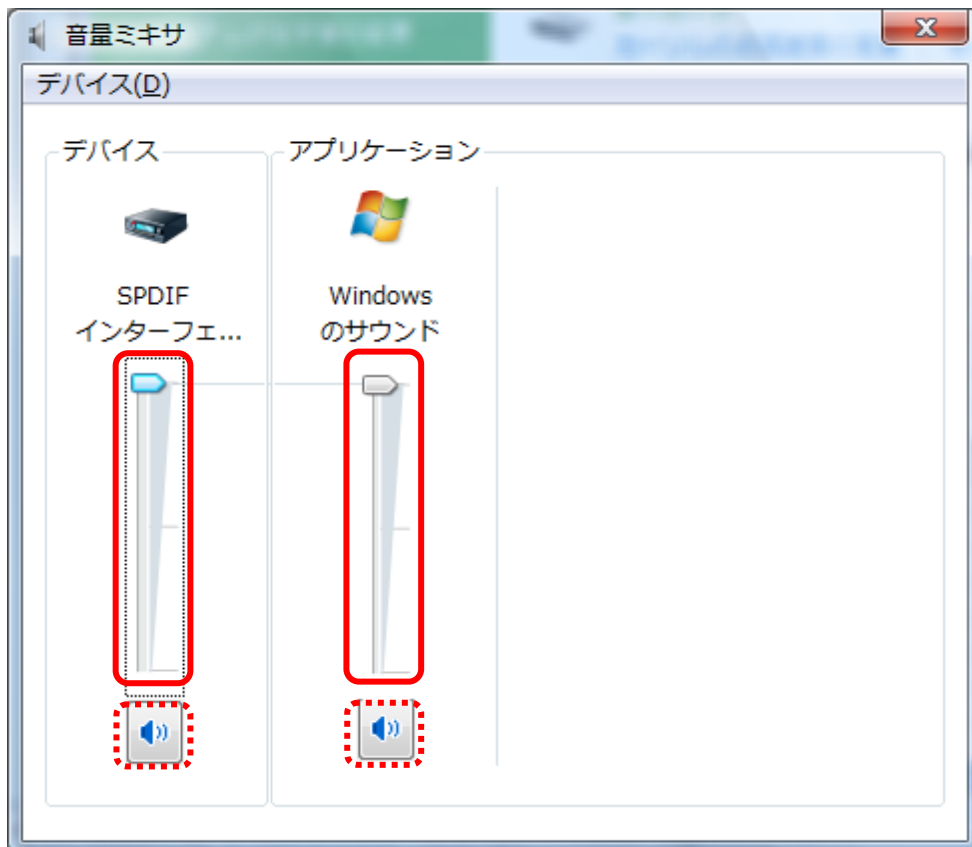 音量ミキサ
デバイス(D)
デバイス
アプリケーション
SPDIF
インターフェ...
Windows
のサウンド